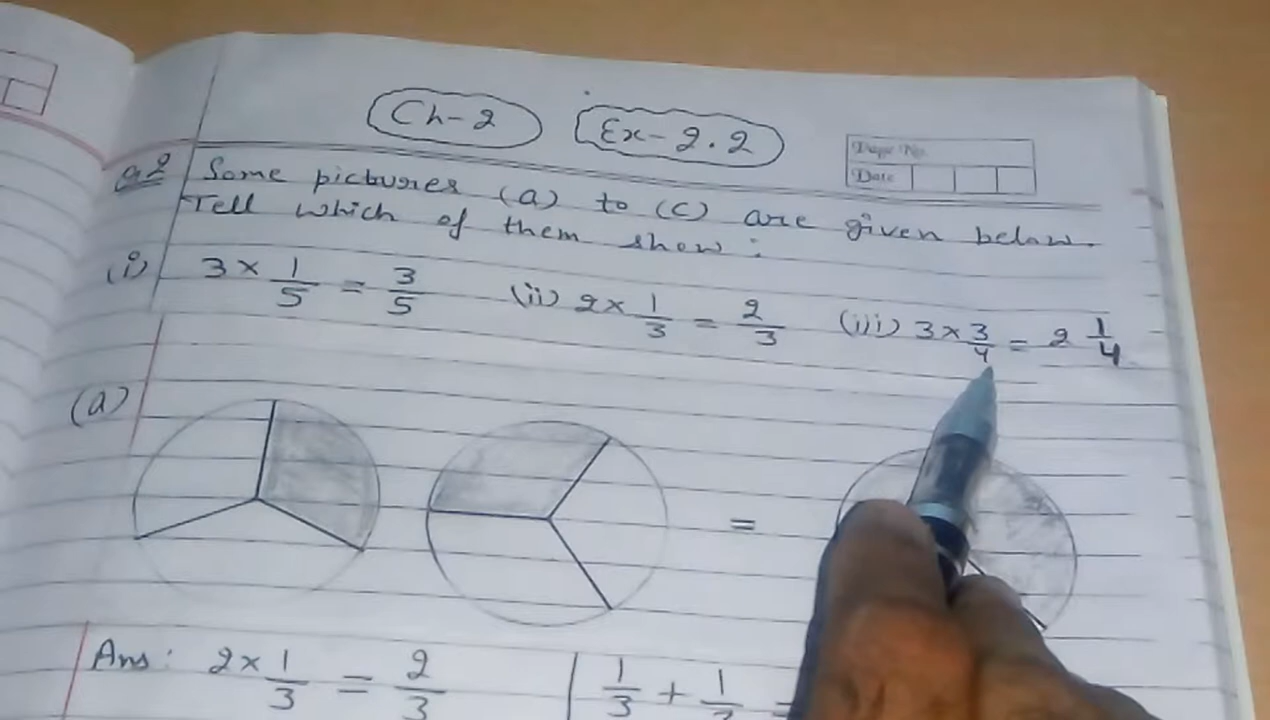 Ch-2 Ex-2.2
Page No.
Date
Q2 Some pictures (a) to (c) are given below.
Tell which of them show:
(i) 3 × 1/5 = 3/5 (ii) 2 × 1/3 = 2/3 (iii) 3 × 3/4 = 2 1/4
(a)
=
Ans: 2 × 1/3 = 2/3 | 1/3 + 1/3 =